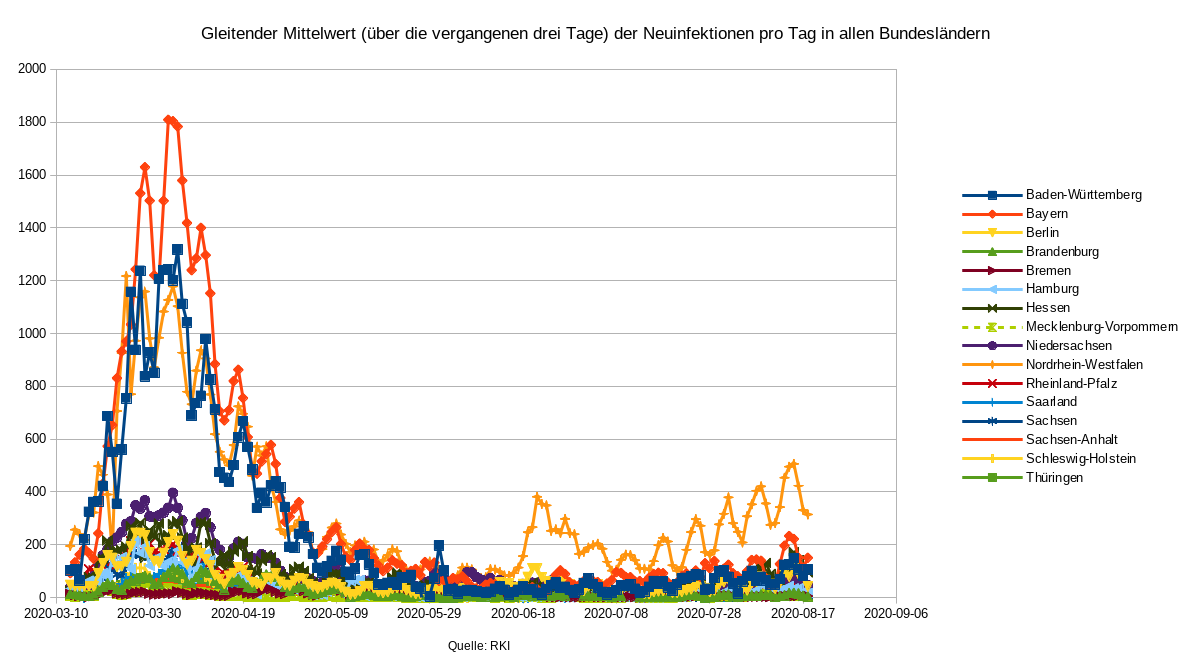 Gleitender Mittelwert (über die vergangenen drei Tage) der Neuinfektionen pro Tag in allen Bundesländern
2000
1800
1600
1400
1200
1000
800
600
400
200
0
2020-03-10 2020-03-30 2020-04-19 2020-05-09 2020-05-29 2020-06-18 2020-07-08 2020-07-28 2020-08-17 2020-09-06
Quelle: RKI
Baden-Württemberg
Bayern
Berlin
Brandenburg
Bremen
Hamburg
Hessen
Mecklenburg-Vorpommern
Niedersachsen
Nordrhein-Westfalen
Rheinland-Pfalz
Saarland
Sachsen
Sachsen-Anhalt
Schleswig-Holstein
Thüringen